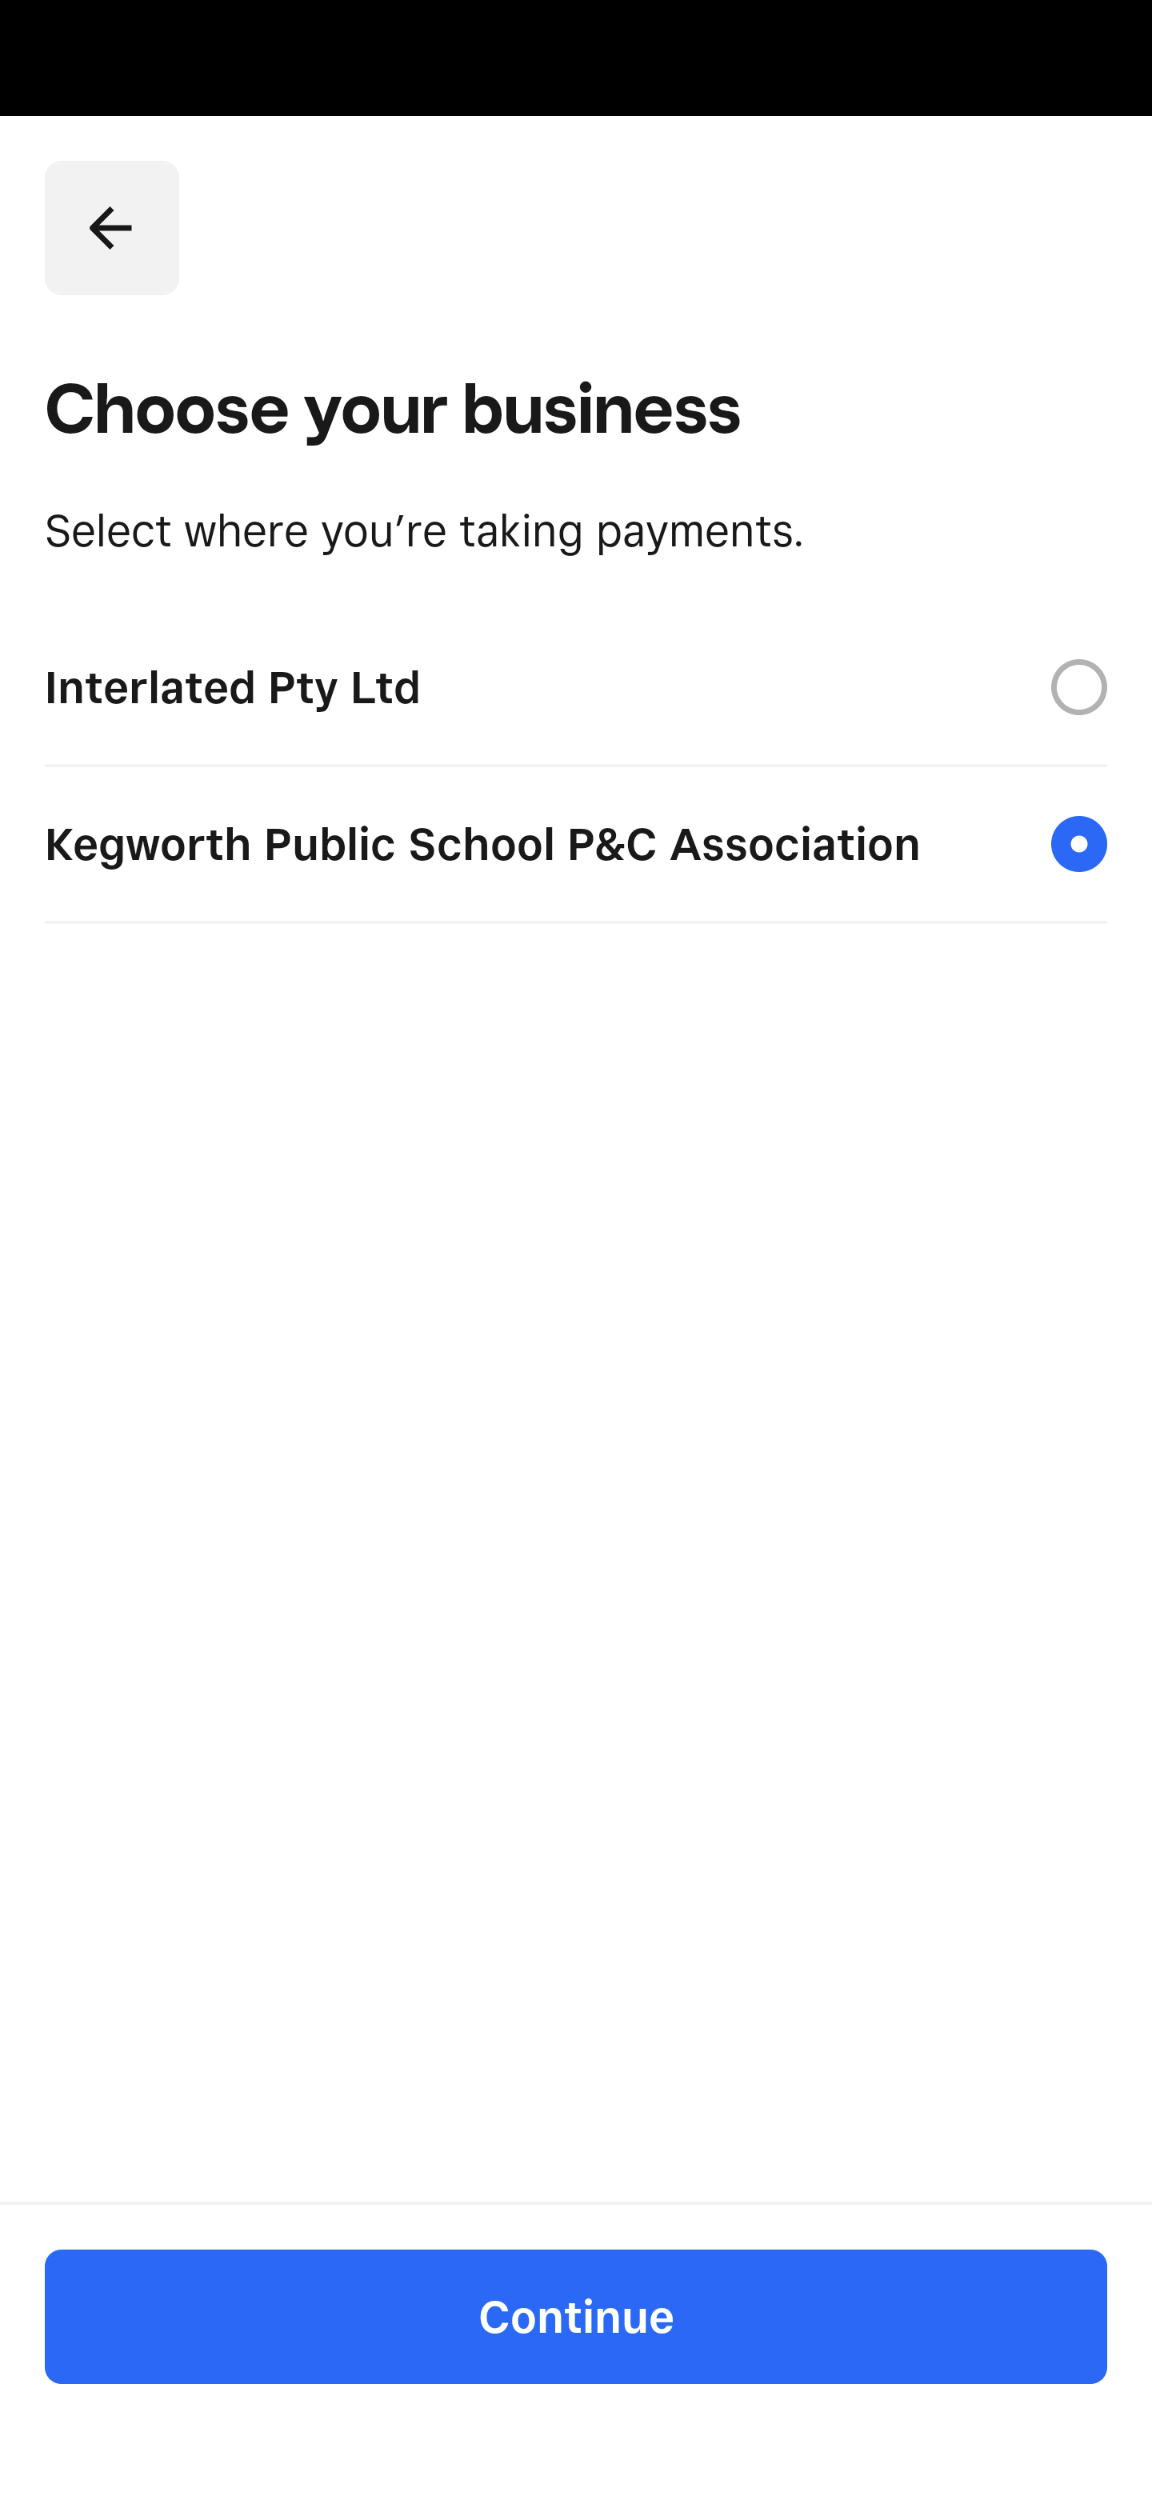 Choose your business
Select where you’re taking payments.
Interlated Pty Ltd
Kegworth Public School P&C Association
Continue